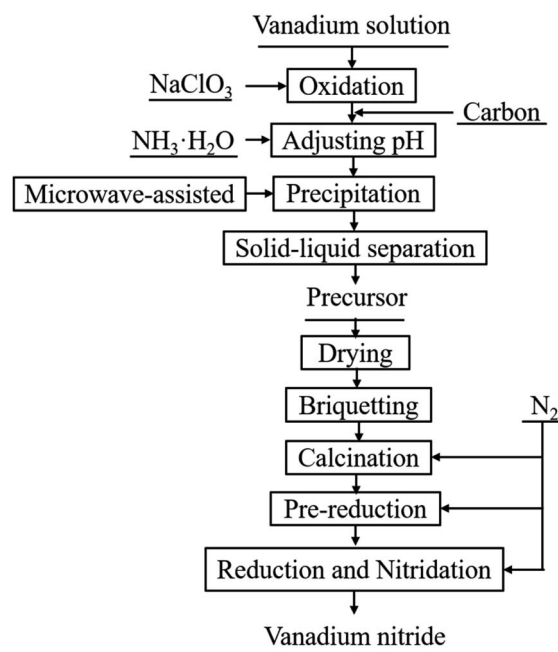 Vanadium solution
NaClO₃
Oxidation
Carbon
NH₃·H₂O
Adjusting pH
Microwave-assisted
Precipitation
Solid-liquid separation
Precursor
Drying
Briquetting
N₂
Calcination
Pre-reduction
Reduction and Nitridation
Vanadium nitride